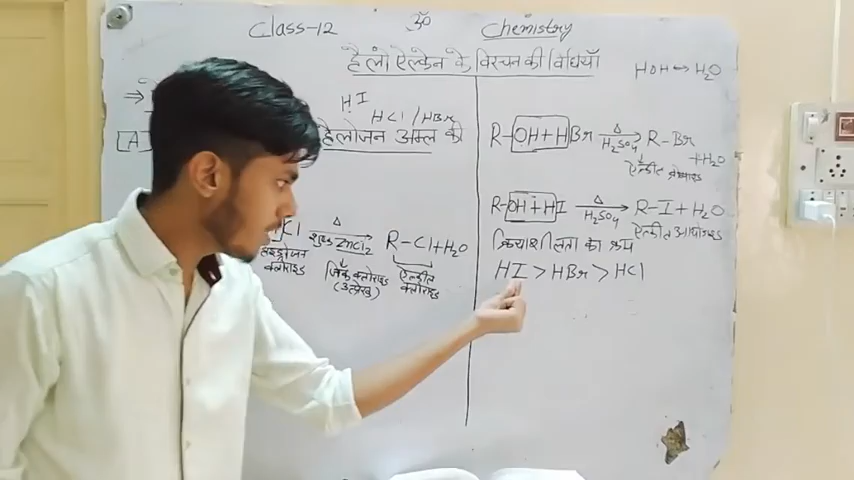 Class-12 ॐ Chemistry
हैलो ऐल्केन के विरचन की विधियाँ
HOH ↔ H₂O
HI
HCl / HBr
[A]
हैलोजन अम्ल की
Cl —Δ→ शुष्क ZnCl₂ R-Cl+H₂O
क्लोराइड
जिंक क्लोराइड
(उत्प्रेरक)
ऐल्कील
क्लोराइड
R-OH+HBr —Δ→ H₂SO₄ R-Br
+H₂O
ऐल्कील ब्रोमाइड
R-OH+HI —Δ→ H₂SO₄ R-I+H₂O
ऐल्कील आयोडाइड
क्रियाशीलता का क्रम
HI > HBr > HCl